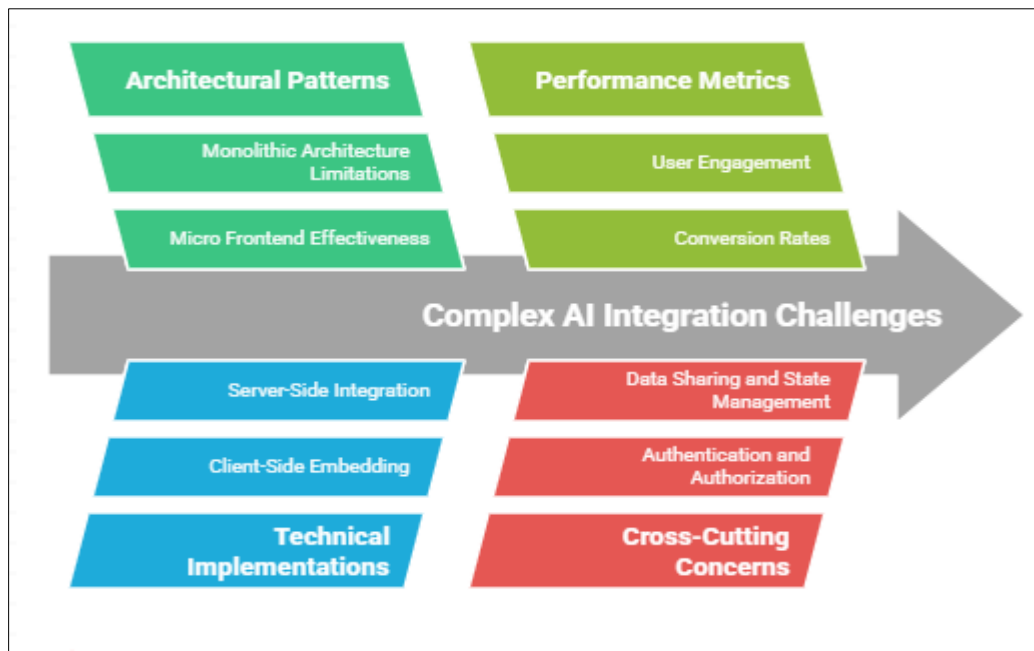 Architectural Patterns
Performance Metrics
Monolithic Architecture
Limitations
User Engagement
Micro Frontend Effectiveness
Conversion Rates
Complex AI Integration Challenges
Server-Side Integration
Data Sharing and State
Management
Client-Side Embedding
Authentication and
Authorization
Technical
Implementations
Cross-Cutting
Concerns